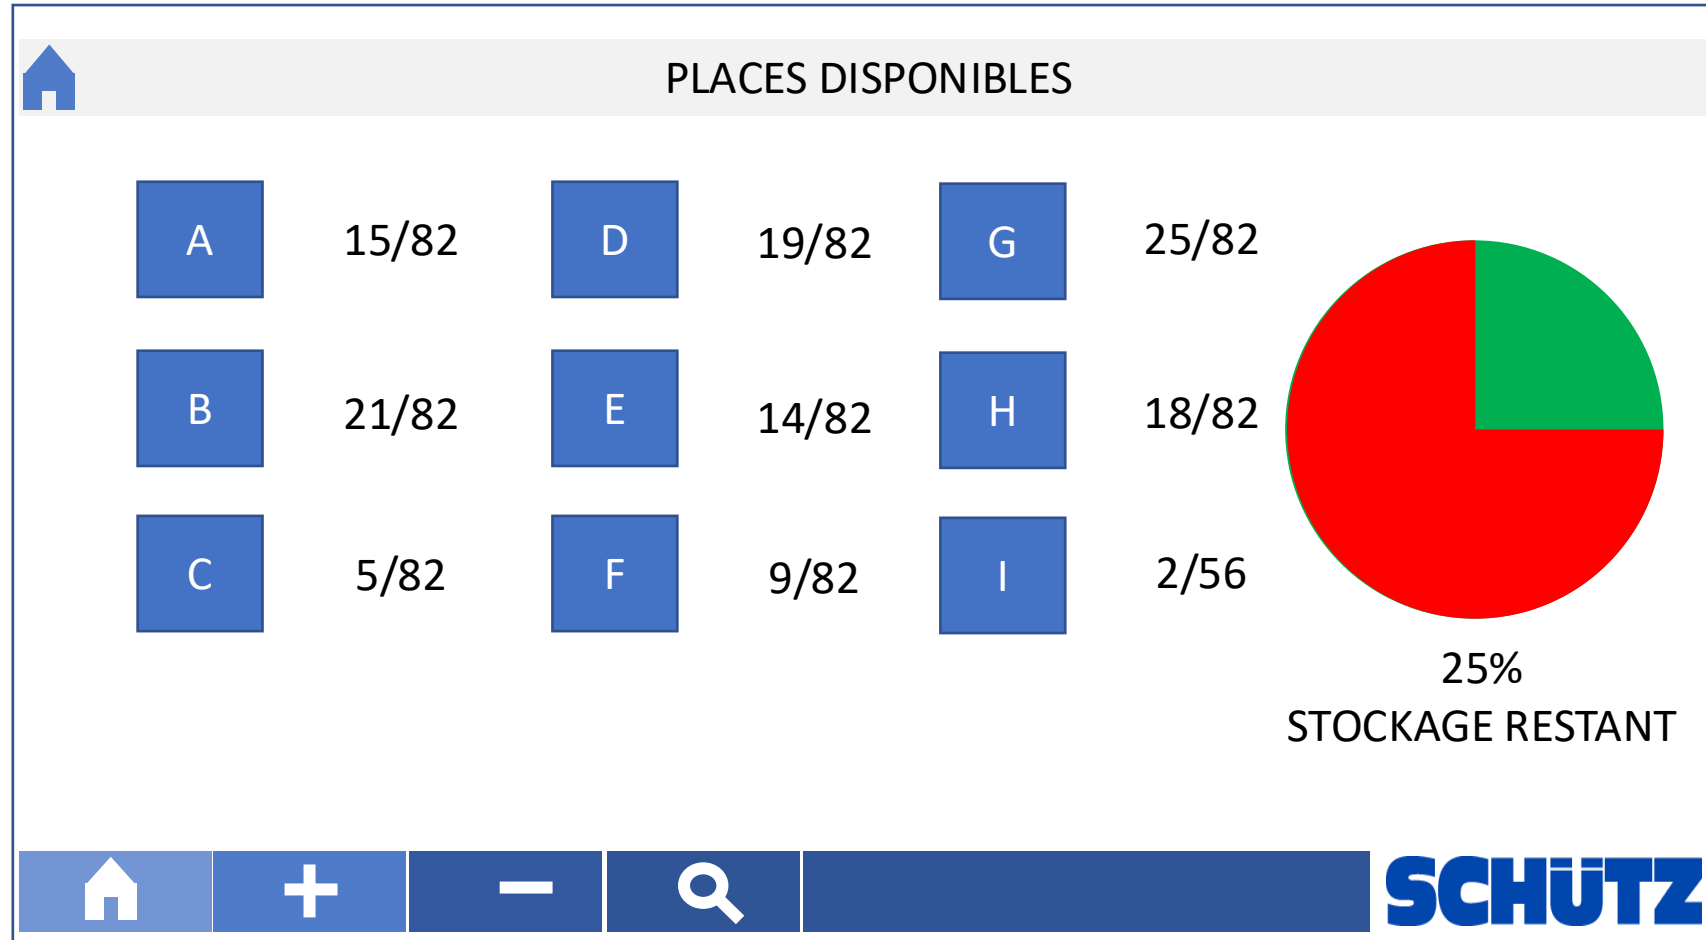 PLACES DISPONIBLES
A 15/82 D 19/82 G 25/82
B 21/82 E 14/82 H 18/82
C 5/82 F 9/82 I 2/56
25%
STOCKAGE RESTANT
SCHÜTZ